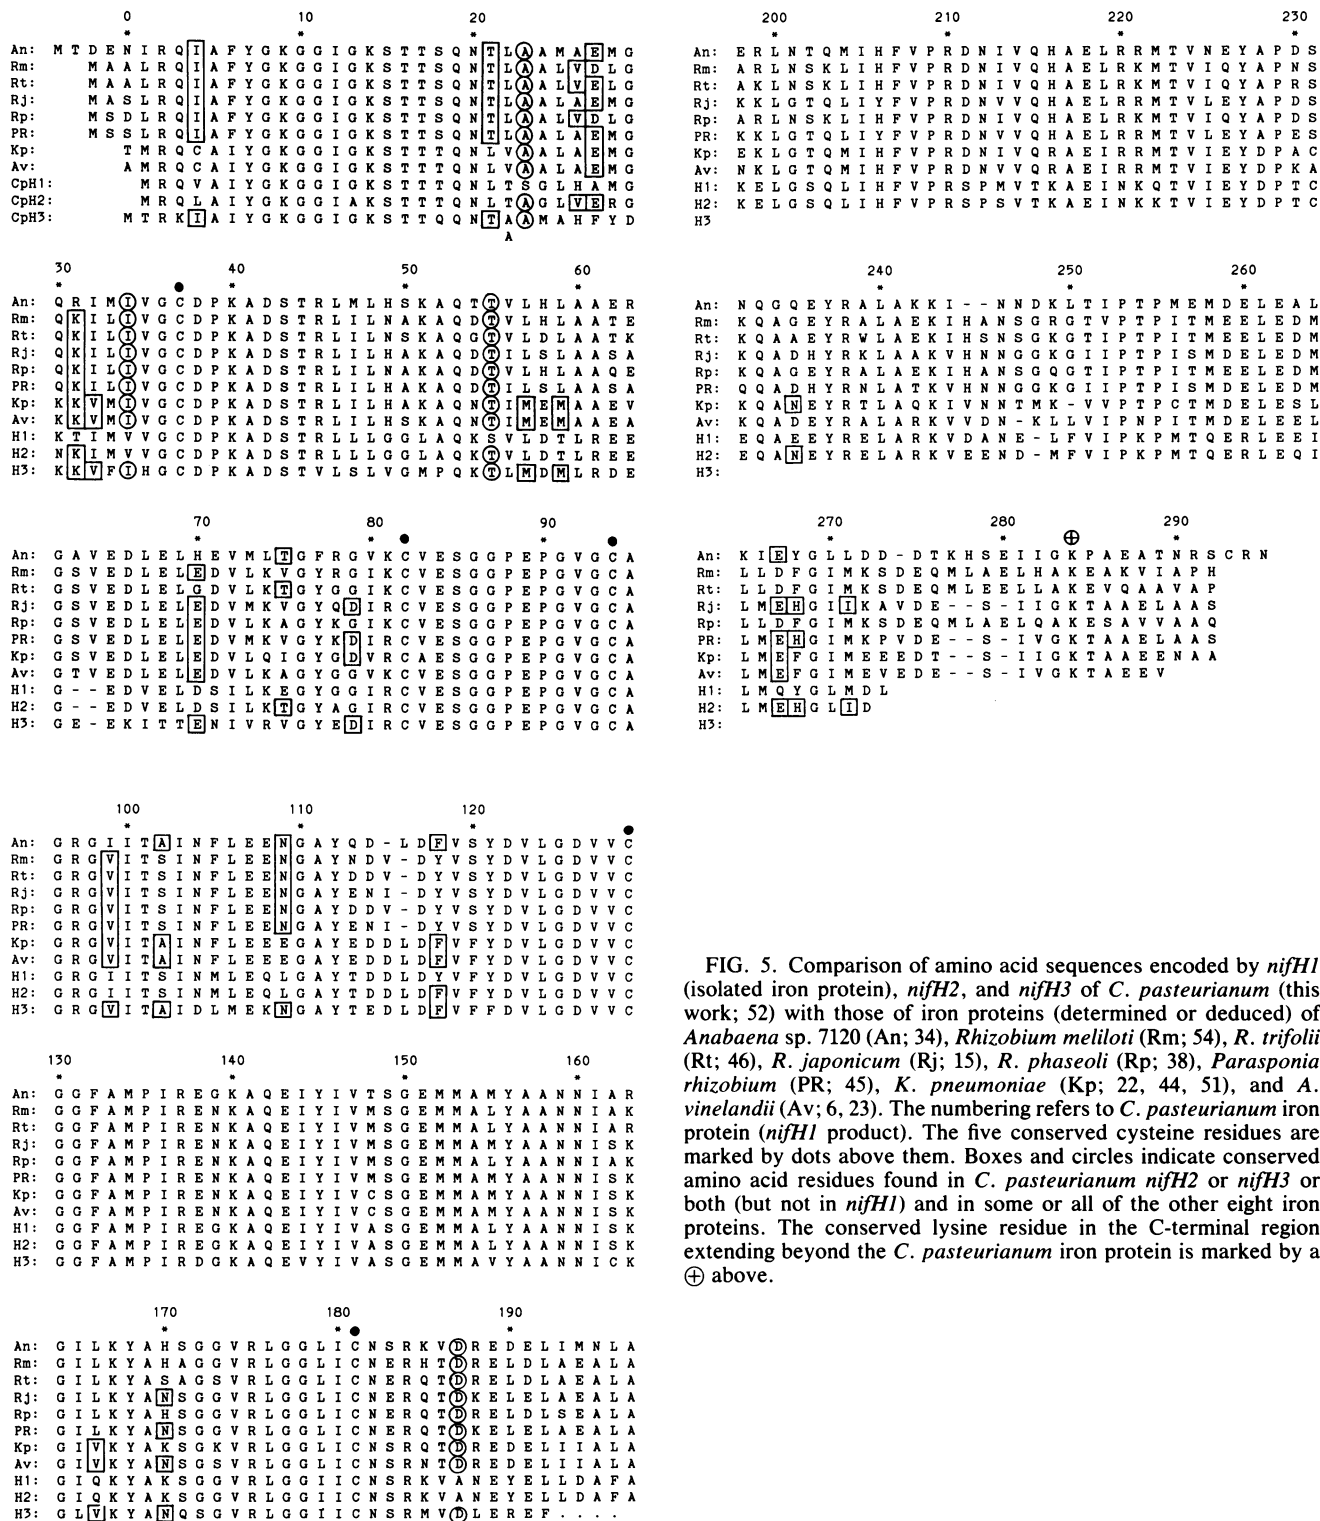 0 10 20
* * *
An: M T D E N I R Q I A F Y G K G G I G K S T T S Q N T L A A M A E M G
Rm: M A A L R Q I A F Y G K G G I G K S T T S Q N T L A A L V D L G
Rt: M A A L R Q I A F Y G K G G I G K S T T S Q N T L A A L V E L G
Rj: M A S L R Q I A F Y G K G G I G K S T T S Q N T L A A L A E M G
Rp: M S D L R Q I A F Y G K G G I G K S T T S Q N T L A A L V D L G
PR: M S S L R Q I A F Y G K G G I G K S T T S Q N T L A A L A E M G
Kp: T M R Q C A I Y G K G G I G K S T T T Q N L V A A L A E M G
Av: A M R Q C A I Y G K G G I G K S T T T Q N L V A A L A E M G
CpH1: M R Q V A I Y G K G G I G K S T T T Q N L T S G L H A M G
CpH2: M R Q L A I Y G K G G I A K S T T T Q N L T A G L V E R G
CpH3: M T R K I A I Y G K G G I G K S T T Q Q N T A A M A H F Y D
A
30 40 50 60
* ● * * *
An: Q R I M I V G C D P K A D S T R L M L H S K A Q T T V L H L A A E R
Rm: Q K I L I V G C D P K A D S T R L I L N A K A Q D T V L H L A A T E
Rt: Q K I L I V G C D P K A D S T R L I L N S K A Q G T V L D L A A T K
Rj: Q K I L I V G C D P K A D S T R L I L H A K A Q D T I L S L A A S A
Rp: Q K I L I V G C D P K A D S T R L I L N A K A Q D T V L H L A A Q E
PR: Q K I L I V G C D P K A D S T R L I L H A K A Q D T I L S L A A S A
Kp: K K V M I V G C D P K A D S T R L I L H A K A Q N T I M E M A A E V
Av: K K V M I V G C D P K A D S T R L I L H S K A Q N T I M E M A A E A
H1: K T I M V V G C D P K A D S T R L L L G G L A Q K S V L D T L R E E
H2: N K I M V V G C D P K A D S T R L L L G G L A Q K T V L D T L R E E
H3: K K V F I H G C D P K A D S T V L S L V G M P Q K T L M D M L R D E
70 80 90
* * ● * ●
An: G A V E D L E L H E V M L T G F R G V K C V E S G G P E P G V G C A
Rm: G S V E D L E L E D V L K V G Y R G I K C V E S G G P E P G V G C A
Rt: G S V E D L E L G D V L K T G Y G G I K C V E S G G P E P G V G C A
Rj: G S V E D L E L E D V M K V G Y Q D I R C V E S G G P E P G V G C A
Rp: G S V E D L E L E D V L K A G Y K G I K C V E S G G P E P G V G C A
PR: G S V E D L E L E D V M K V G Y K D I R C V E S G G P E P G V G C A
Kp: G S V E D L E L E D V L Q I G Y G D V R C A E S G G P E P G V G C A
Av: G T V E D L E L E D V L K A G Y G G V K C V E S G G P E P G V G C A
H1: G - - E D V E L D S I L K E G Y G G I R C V E S G G P E P G V G C A
H2: G - - E D V E L D S I L K T G Y A G I R C V E S G G P E P G V G C A
H3: G E - E K I T T E N I V R V G Y E D I R C V E S G G P E P G V G C A
100 110 120
* * * ●
An: G R G I I T A I N F L E E N G A Y Q D - L D F V S Y D V L G D V V C
Rm: G R G V I T S I N F L E E N G A Y N D V - D Y V S Y D V L G D V V C
Rt: G R G V I T S I N F L E E N G A Y D D V - D Y V S Y D V L G D V V C
Rj: G R G V I T S I N F L E E N G A Y E N I - D Y V S Y D V L G D V V C
Rp: G R G V I T S I N F L E E N G A Y D D V - D Y V S Y D V L G D V V C
PR: G R G V I T S I N F L E E N G A Y E N I - D Y V S Y D V L G D V V C
Kp: G R G V I T A I N F L E E E G A Y E D D L D F V F Y D V L G D V V C
Av: G R G V I T A I N F L E E E G A Y E D D L D F V F Y D V L G D V V C
H1: G R G I I T S I N M L E Q L G A Y T D D L D Y V F Y D V L G D V V C
H2: G R G I I T S I N M L E Q L G A Y T D D L D F V F Y D V L G D V V C
H3: G R G V I T A I D L M E K N G A Y T D D L D F V F F D V L G D V V C
130 140 150 160
* * * *
An: G G F A M P I R E G K A Q E I Y I V T S G E M M A M Y A A N N I A R
Rm: G G F A M P I R E N K A Q E I Y I V M S G E M M A L Y A A N N I A K
Rt: G G F A M P I R E N K A Q E I Y I V M S G E M M A L Y A A N N I A R
Rj: G G F A M P I R E N K A Q E I Y I V M S G E M M A M Y A A N N I S K
Rp: G G F A M P I R E N K A Q E I Y I V M S G E M M A L Y A A N N I A K
PR: G G F A M P I R E N K A Q E I Y I V M S G E M M A M Y A A N N I S K
Kp: G G F A M P I R E N K A Q E I Y I V C S G E M M A M Y A A N N I S K
Av: G G F A M P I R E N K A Q E I Y I V C S G E M M A M Y A A N N I S K
H1: G G F A M P I R E G K A Q E I Y I V A S G E M M A L Y A A N N I S K
H2: G G F A M P I R E G K A Q E I Y I V A S G E M M A L Y A A N N I S K
H3: G G F A M P I R D G K A Q E V Y I V A S G E M M A V Y A A N N I C K
170 180 190
* * ● *
An: G I L K Y A H S G G V R L G G L I C N S R K V D R E D E L I M N L A
Rm: G I L K Y A H A G G V R L G G L I C N E R H T D R E L D L A E A L A
Rt: G I L K Y A S A G S V R L G G L I C N E R Q T D R E L D L A E A L A
Rj: G I L K Y A N S G G V R L G G L I C N E R Q T D K E L E L A E A L A
Rp: G I L K Y A H S G G V R L G G L I C N E R Q T D R E L D L S E A L A
PR: G I L K Y A N S G G V R L G G L I C N E R Q T D K E L E L A E A L A
Kp: G I V K Y A K S G K V R L G G L I C N S R Q T D R E D E L I I A L A
Av: G I V K Y A N S G S V R L G G L I C N S R N T D R E D E L I I A L A
H1: G I Q K Y A K S G G V R L G G I I C N S R K V A N E Y E L L D A F A
H2: G I Q K Y A K S G G V R L G G I I C N S R K V A N E Y E L L D A F A
H3: G L V K Y A N Q S G V R L G G I I C N S R M V D L E R E F . . . .
200 210 220 230
* * * *
An: E R L N T Q M I H F V P R D N I V Q H A E L R R M T V N E Y A P D S
Rm: A R L N S K L I H F V P R D N I V Q H A E L R K M T V I Q Y A P N S
Rt: A K L N S K L I H F V P R D N I V Q H A E L R K M T V I Q Y A P N S
Rj: K K L G T Q L I Y F V P R D N V V Q H A E L R R M T V L E Y A P D S
Rp: A R L N S K L I H F V P R D N I V Q H A E L R K M T V I Q Y A P D S
PR: K K L G T Q L I Y F V P R D N V V Q H A E L R R M T V L E Y A P E S
Kp: E K L G T Q M I H F V P R D N I V Q R A E I R R M T V I E Y D P A C
Av: N K L G T Q M I H F V P R D N V V Q R A E I R R M T V I E Y D P K A
H1: K E L G S Q L I H F V P R S P M V T K A E I N K Q T V I E Y D P T C
H2: K E L G S Q L I H F V P R S P S V T K A E I N K K T V I E Y D P T C
H3
240 250 260
* * *
An: N Q G Q E Y R A L A K K I - - N N D K L T I P T P M E M D E L E A L
Rm: K Q A G E Y R A L A E K I H A N S G R G T V P T P I T M E E L E D M
Rt: K Q A A E Y R W L A E K I H S N S G K G T I P T P I T M E E L E D M
Rj: K Q A D H Y R K L A A K V H N N G G K G I I P T P I S M D E L E D M
Rp: K Q A G E Y R A L A E K I H A N S G Q G T I P T P I T M E E L E D M
PR: Q Q A D H Y R N L A T K V H N N G G K G I I P T P I S M D E L E D M
Kp: K Q A N E Y R T L A Q K I V N N T M K - V V P T P C T M D E L E S L
Av: K Q A D E Y R A L A R K V V D N - K L L V I P N P I T M D E L E E L
H1: E Q A E E Y R E L A R K V D A N E - L F V I P K P M T Q E R L E E I
H2: E Q A N E Y R E L A R K V E E N D - M F V I P K P M T Q E R L E Q I
H3:
270 280 290
* * ⊕ *
An: K I E Y G L L D D - D T K H S E I I G K P A E A T N R S C R N
Rm: L L D F G I M K S D E Q M L A E L H A K E A K V I A P H
Rt: L L D F G I M K S D E Q M L E E L L A K E V Q A A V A P
Rj: L M E H G I I K A V D E - - S - I I G K T A A E L A A S
Rp: L L D F G I M K S D E Q M L A E L Q A K E S A V V A A Q
PR: L M E H G I M K P V D E - - S - I V G K T A A E L A A S
Kp: L M E F G I M E E E D T - - S - I I G K T A A E E N A A
Av: L M E F G I M E V E D E - - S - I V G K T A E E V
H1: L M Q Y G L M D L
H2: L M E H G L I D
H3:
FIG. 5. Comparison of amino acid sequences encoded by nifH1
(isolated iron protein), nifH2, and nifH3 of C. pasteurianum (this
work; 52) with those of iron proteins (determined or deduced) of
Anabaena sp. 7120 (An; 34), Rhizobium meliloti (Rm; 54), R. trifolii
(Rt; 46), R. japonicum (Rj; 15), R. phaseoli (Rp; 38), Parasponia
rhizobium (PR; 45), K. pneumoniae (Kp; 22, 44, 51), and A.
vinelandii (Av; 6, 23). The numbering refers to C. pasteurianum iron
protein (nifH1 product). The five conserved cysteine residues are
marked by dots above them. Boxes and circles indicate conserved
amino acid residues found in C. pasteurianum nifH2 or nifH3 or
both (but not in nifH1) and in some or all of the other eight iron
proteins. The conserved lysine residue in the C-terminal region
extending beyond the C. pasteurianum iron protein is marked by a
⊕ above.